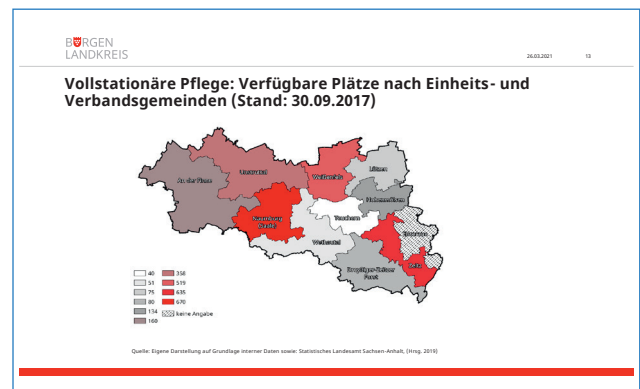 BURGEN
LANDKREIS
26.03.2021
13
Vollstationäre Pflege: Verfügbare Plätze nach Einheits- und
Verbandsgemeinden (Stand: 30.09.2017)
Unstruttal
Weißenfels
Lützen
An der Finne
Hohenmölsen
Teuchern
Naumburg
(Saale)
Elsteraue
Wethautal
Zeitz
Droyßiger-Zeitzer
Forst
40 358
51 519
75 635
80 670
134 keine Angabe
160
Quelle: Eigene Darstellung auf Grundlage interner Daten sowie: Statistisches Landesamt Sachsen-Anhalt, (Hrsg. 2019)